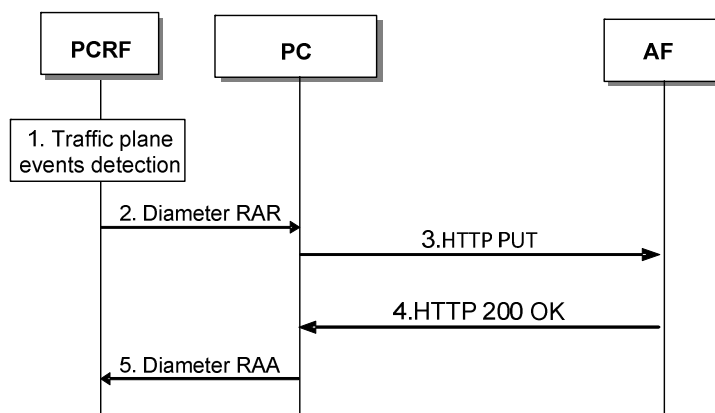 PCRF
PC
AF
1. Traffic plane
events detection
2. Diameter RAR
3.HTTP PUT
4.HTTP 200 OK
5. Diameter RAA